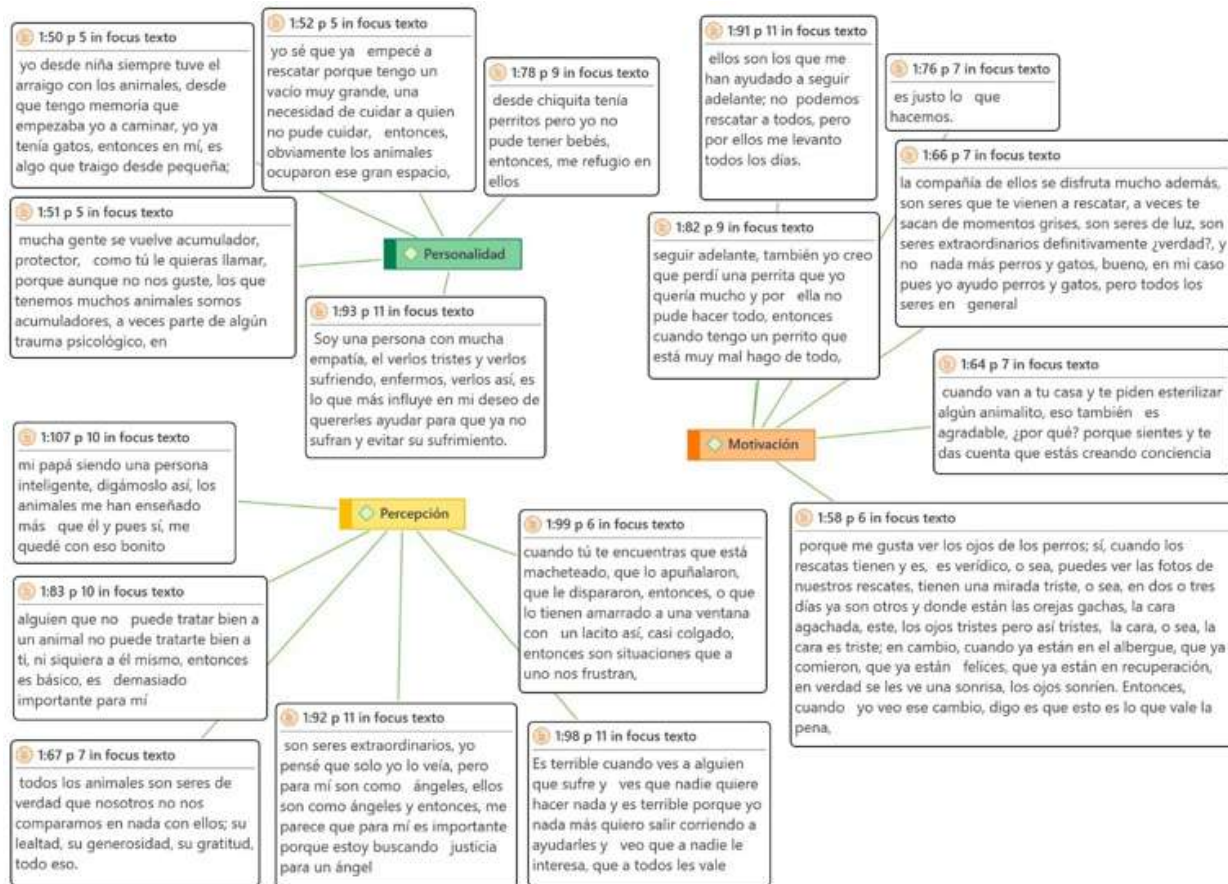 1:50 p 5 in focus texto
yo desde niña siempre tuve el
arraigo con los animales, desde
que tengo memoria que
empezaba yo a caminar, yo ya
tenía gatos, entonces en mí, es
algo que traigo desde pequeña;
1:52 p 5 in focus texto
yo sé que ya empecé a
rescatar porque tengo un
vacío muy grande, una
necesidad de cuidar a quien
no pude cuidar, entonces,
obviamente los animales
ocuparon ese gran espacio,
1:78 p 9 in focus texto
desde chiquita tenía
perritos pero yo no
pude tener bebés,
entonces, me refugio en
ellos
1:51 p 5 in focus texto
mucha gente se vuelve acumulador,
protector, como tú le quieras llamar,
porque aunque no nos guste, los que
tenemos muchos animales somos
acumuladores, a veces parte de algún
trauma psicológico, en
Personalidad
1:93 p 11 in focus texto
Soy una persona con mucha
empatía, el verlos tristes y verlos
sufriendo, enfermos, verlos así, es
lo que más influye en mi deseo de
quererles ayudar para que ya no
sufran y evitar su sufrimiento.
1:91 p 11 in focus texto
ellos son los que me
han ayudado a seguir
adelante; no podemos
rescatar a todos, pero
por ellos me levanto
todos los días.
1:76 p 7 in focus texto
es justo lo que
hacemos.
1:66 p 7 in focus texto
la compañía de ellos se disfruta mucho además,
son seres que te vienen a rescatar, a veces te
sacan de momentos grises, son seres de luz, son
seres extraordinarios definitivamente ¿verdad?, y
no nada más perros y gatos, bueno, en mi caso
pues yo ayudo perros y gatos, pero todos los
seres en general
1:82 p 9 in focus texto
seguir adelante, también yo creo
que perdí una perrita que yo
quería mucho y por ella no
pude hacer todo, entonces
cuando tengo un perrito que
está muy mal hago de todo,
1:64 p 7 in focus texto
cuando van a tu casa y te piden esterilizar
algún animalito, eso también es
agradable, ¿por qué? porque sientes y te
das cuenta que estás creando conciencia
Motivación
1:58 p 6 in focus texto
porque me gusta ver los ojos de los perros; sí, cuando los
rescatas tienen y es, es verídico, o sea, puedes ver las fotos de
nuestros rescates, tienen una mirada triste, o sea, en dos o tres
días ya son otros y donde están las orejas gachas, la cara
agachada, este, los ojos tristes pero así tristes, la cara, o sea, la
cara es triste; en cambio, cuando ya están en el albergue, que ya
comieron, que ya están felices, que ya están en recuperación,
en verdad se les ve una sonrisa, los ojos sonríen. Entonces,
cuando yo veo ese cambio, digo es que esto es lo que vale la
pena,
1:107 p 10 in focus texto
mi papá siendo una persona
inteligente, digámoslo así, los
animales me han enseñado
más que él y pues sí, me
quedé con eso bonito
Percepción
1:99 p 6 in focus texto
cuando tú te encuentras que está
macheteado, que lo apuñalaron,
que le dispararon, entonces, o que
lo tienen amarrado a una ventana
con un lacito así, casi colgado,
entonces son situaciones que a
uno nos frustran,
1:83 p 10 in focus texto
alguien que no puede tratar bien a
un animal no puede tratarte bien a
ti, ni siquiera a él mismo, entonces
es básico, es demasiado
importante para mí
1:67 p 7 in focus texto
todos los animales son seres de
verdad que nosotros no nos
comparamos en nada con ellos; su
lealtad, su generosidad, su gratitud,
todo eso.
1:92 p 11 in focus texto
son seres extraordinarios, yo
pensé que solo yo lo veía, pero
para mí son como ángeles, ellos
son como ángeles y entonces, me
parece que para mí es importante
porque estoy buscando justicia
para un ángel
1:98 p 11 in focus texto
Es terrible cuando ves a alguien
que sufre y ves que nadie quiere
hacer nada y es terrible porque yo
nada más quiero salir corriendo a
ayudarles y veo que a nadie le
interesa, que a todos les vale